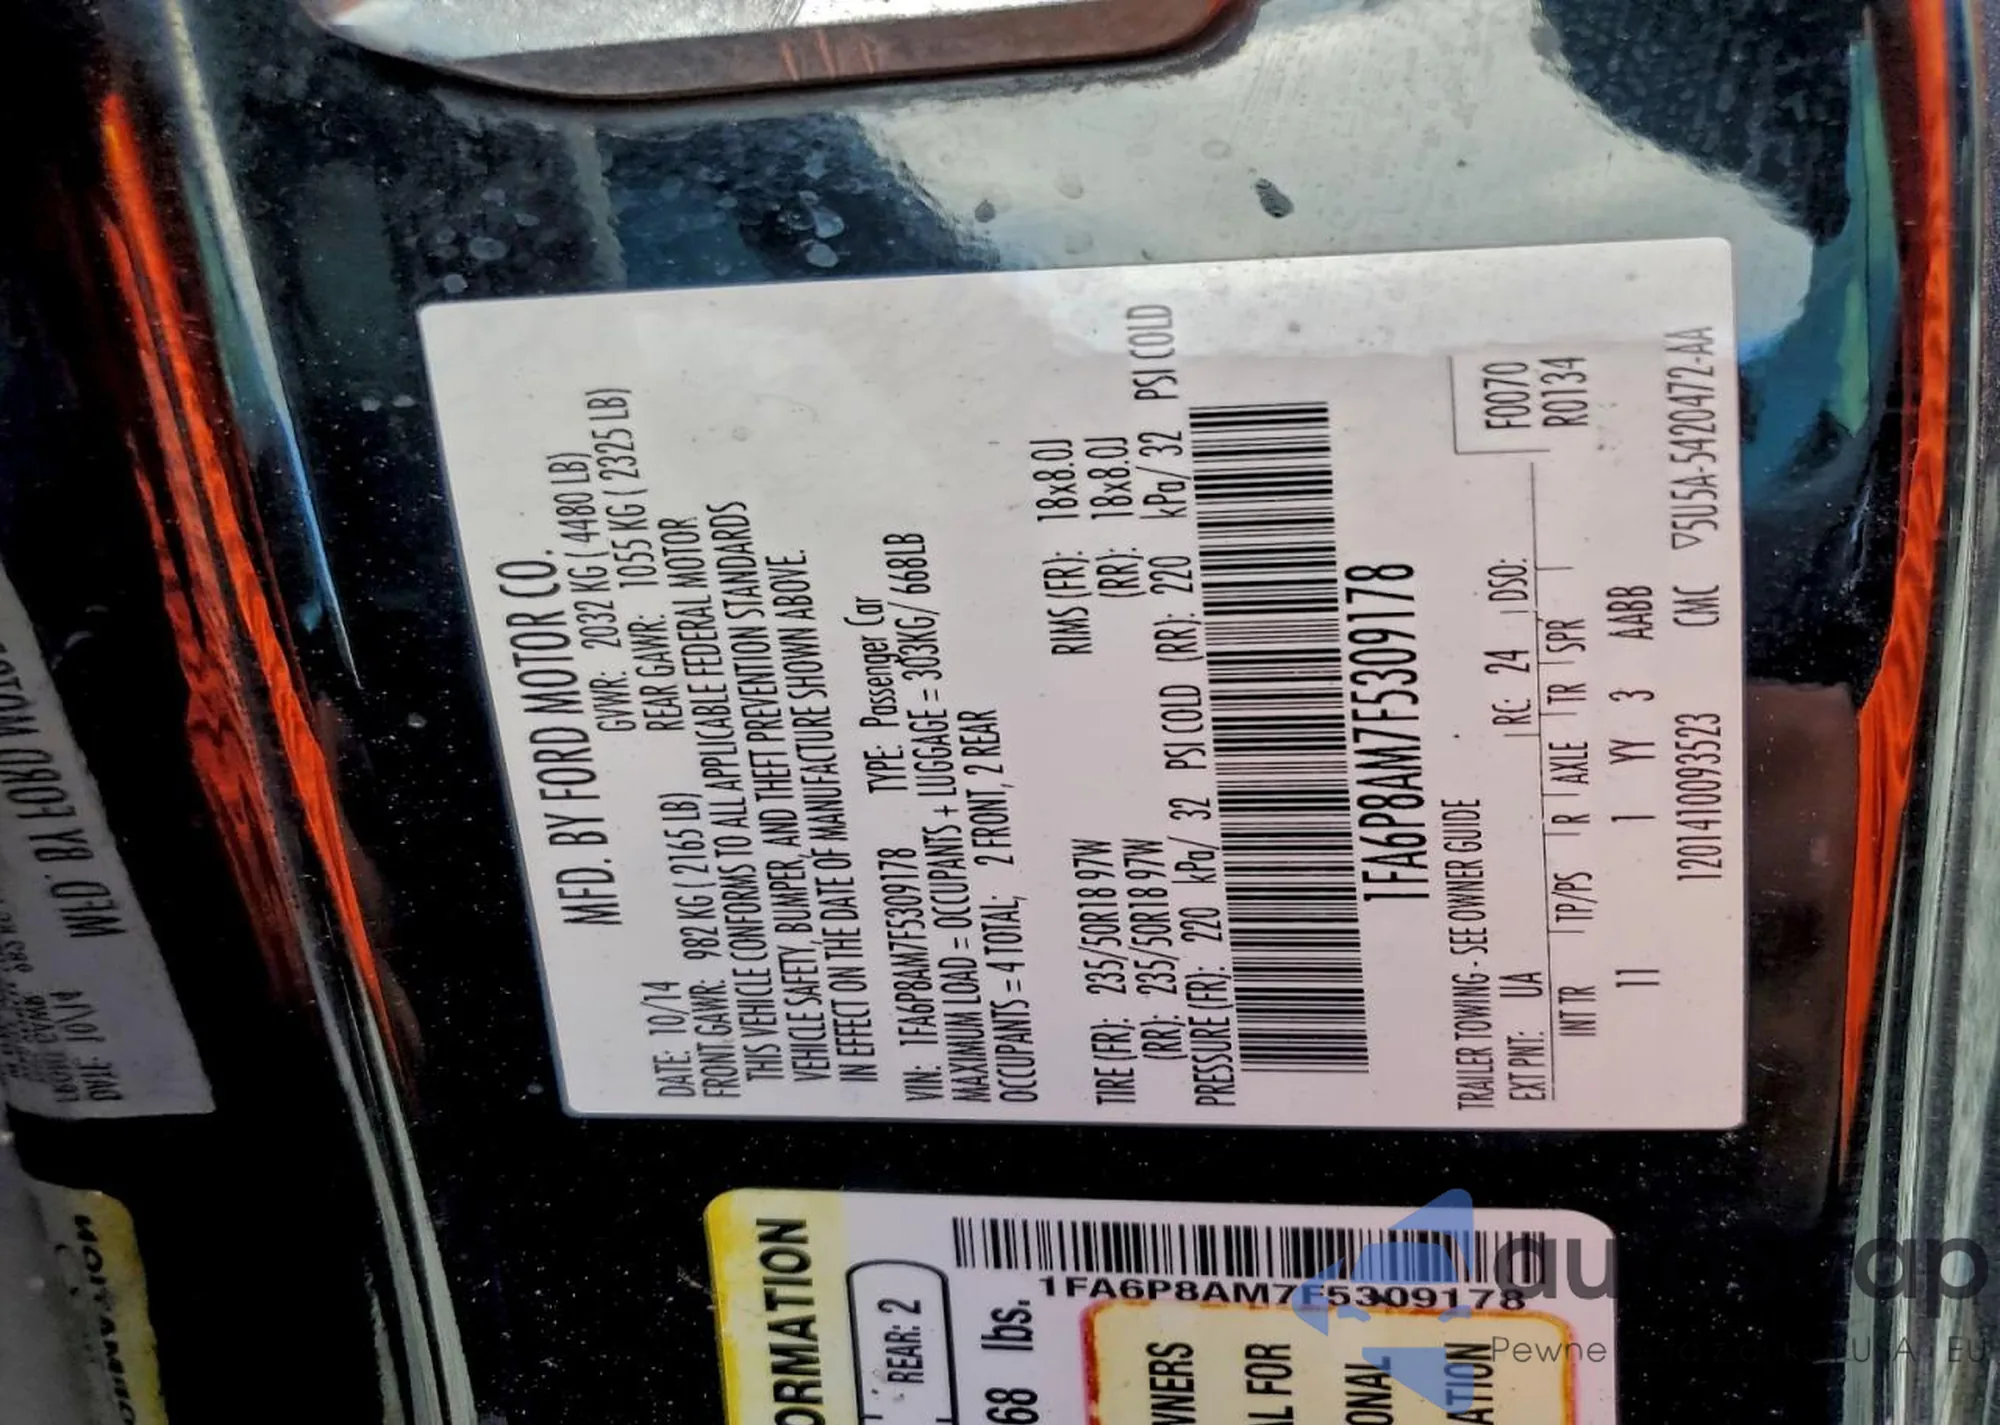 MFD. BY FORD MOTOR CO.
DATE: 10/14 GVWR: 2032 KG ( 4480 LB)
FRONT GAWR: 982 KG ( 2165 LB) REAR GAWR: 1055 KG ( 2325 LB)
THIS VEHICLE CONFORMS TO ALL APPLICABLE FEDERAL MOTOR
VEHICLE SAFETY, BUMPER, AND THEFT PREVENTION STANDARDS
IN EFFECT ON THE DATE OF MANUFACTURE SHOWN ABOVE.
VIN: 1FA6P8AM7F5309178 TYPE: Passenger Car
MAXIMUM LOAD = OCCUPANTS + LUGGAGE = 303KG/ 668LB
OCCUPANTS = 4 TOTAL; 2 FRONT, 2 REAR
TIRE (FR): 235/50R18 97W RIMS (FR): 18x8.0J
(RR): 235/50R18 97W (RR): 18x8.0J
PRESSURE (FR): 220 kPa/ 32 PSI COLD (RR): 220 kPa/ 32 PSI COLD
1FA6P8AM7F5309178
TRAILER TOWING - SEE OWNER GUIDE
F0070
EXT PNT: UA RC: 24 DSO:
R0134
INT TR TP/PS R AXLE TR SPR
11 1 YY 3 AABB
1201410093523 CMC ▽5U5A-5420472-AA
ORMATION
REAR: 2
68 lbs.
1FA6P8AM7F5309178
WNERS
AL FOR
ONAL
ATION
Pewne